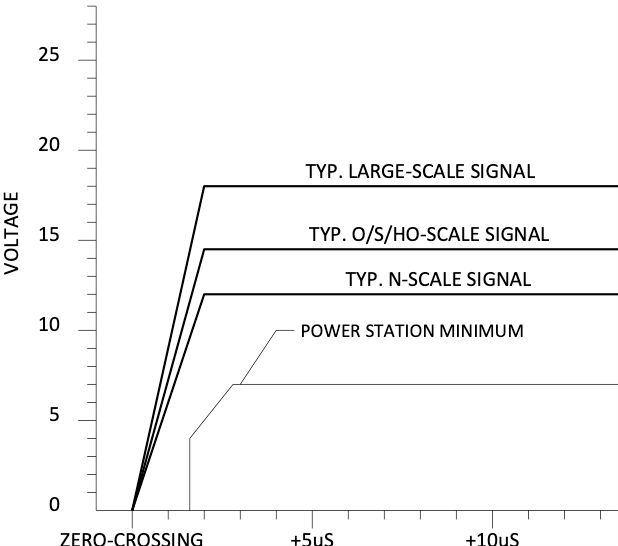 25
20
TYP. LARGE-SCALE SIGNAL
15
TYP. O/S/HO-SCALE SIGNAL
VOLTAGE
TYP. N-SCALE SIGNAL
10
POWER STATION MINIMUM
5
0
ZERO-CROSSING +5uS +10uS